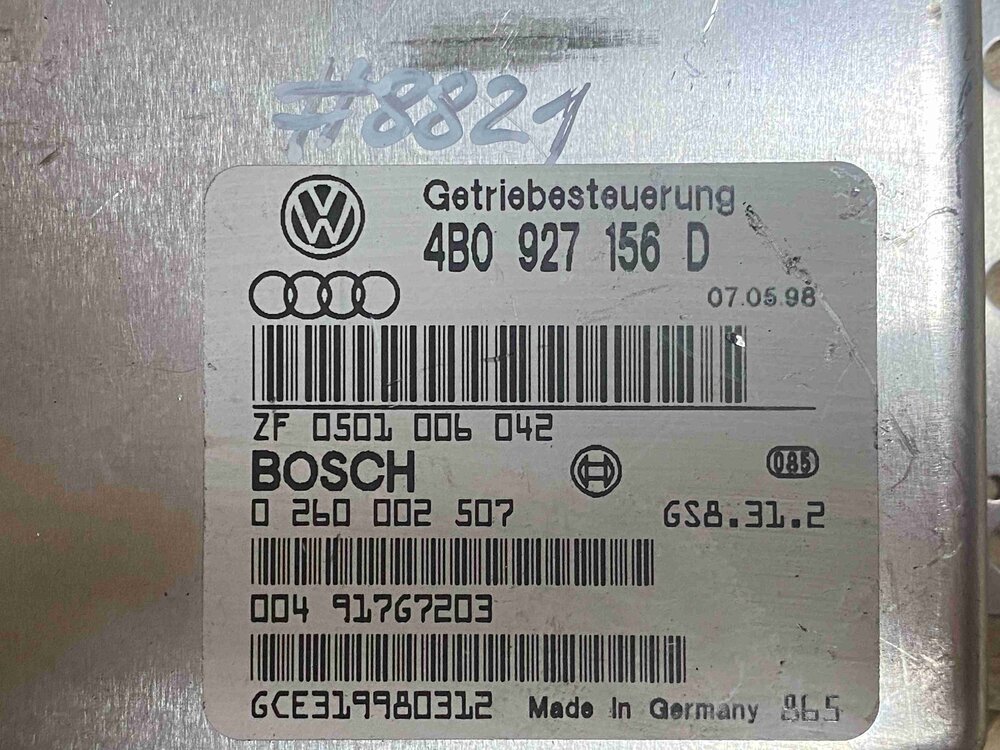 #8821
Getriebesteuerung
4B0 927 156 D
07.05.98
ZF 0501 006 042
BOSCH
085
0 260 002 507 GS8.31.2
004 91767203
GCE319980312 Made In Germany 865